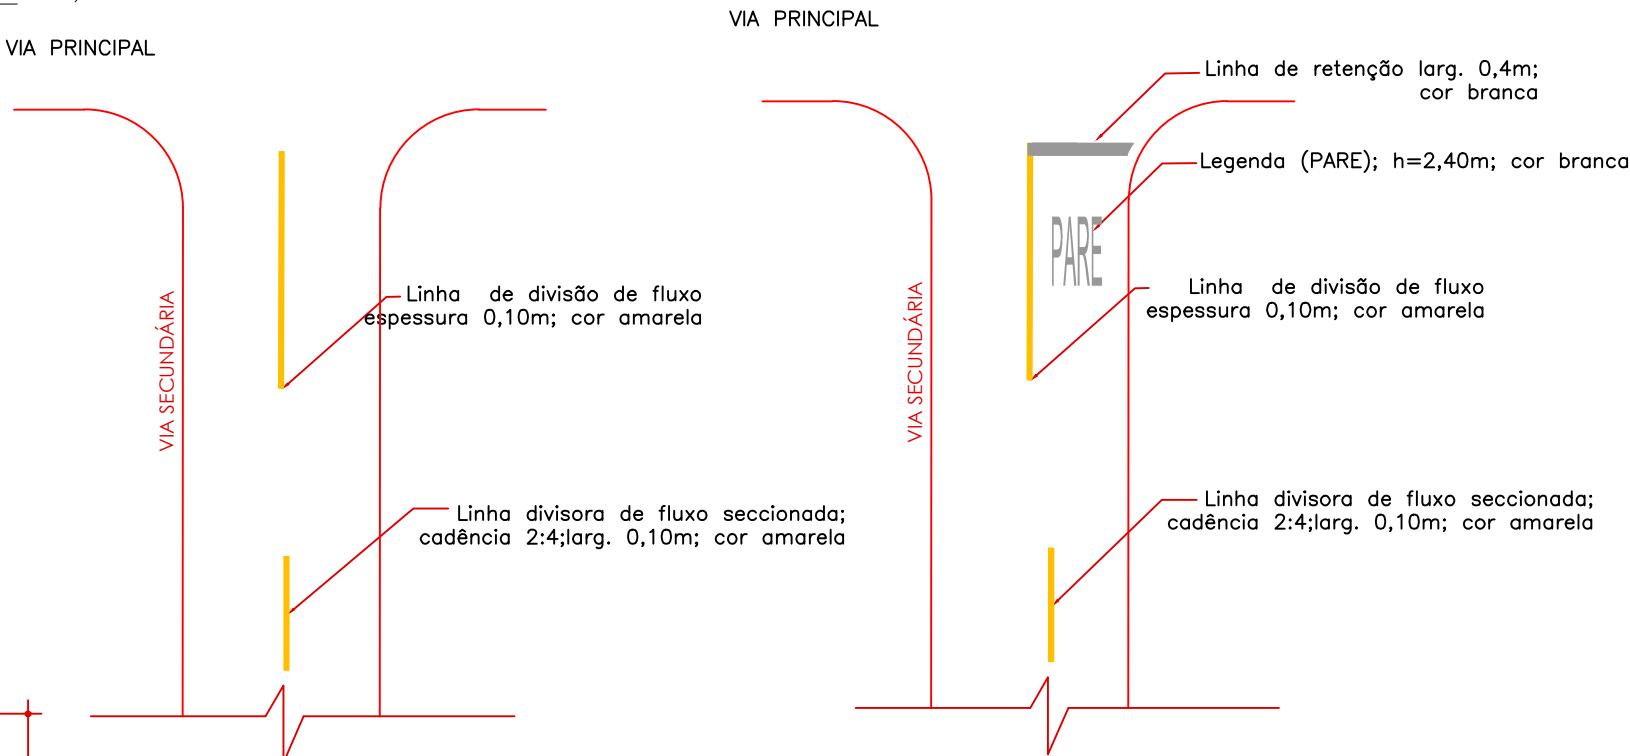 VIA PRINCIPAL
VIA SECUNDÁRIA
Linha de divisão de fluxo
espessura 0,10m; cor amarela
Linha divisora de fluxo seccionada;
cadência 2:4;larg. 0,10m; cor amarela
VIA PRINCIPAL
Linha de retenção larg. 0,4m;
cor branca
Legenda (PARE); h=2,40m; cor branca
PARE
VIA SECUNDÁRIA
Linha de divisão de fluxo
espessura 0,10m; cor amarela
Linha divisora de fluxo seccionada;
cadência 2:4;larg. 0,10m; cor amarela